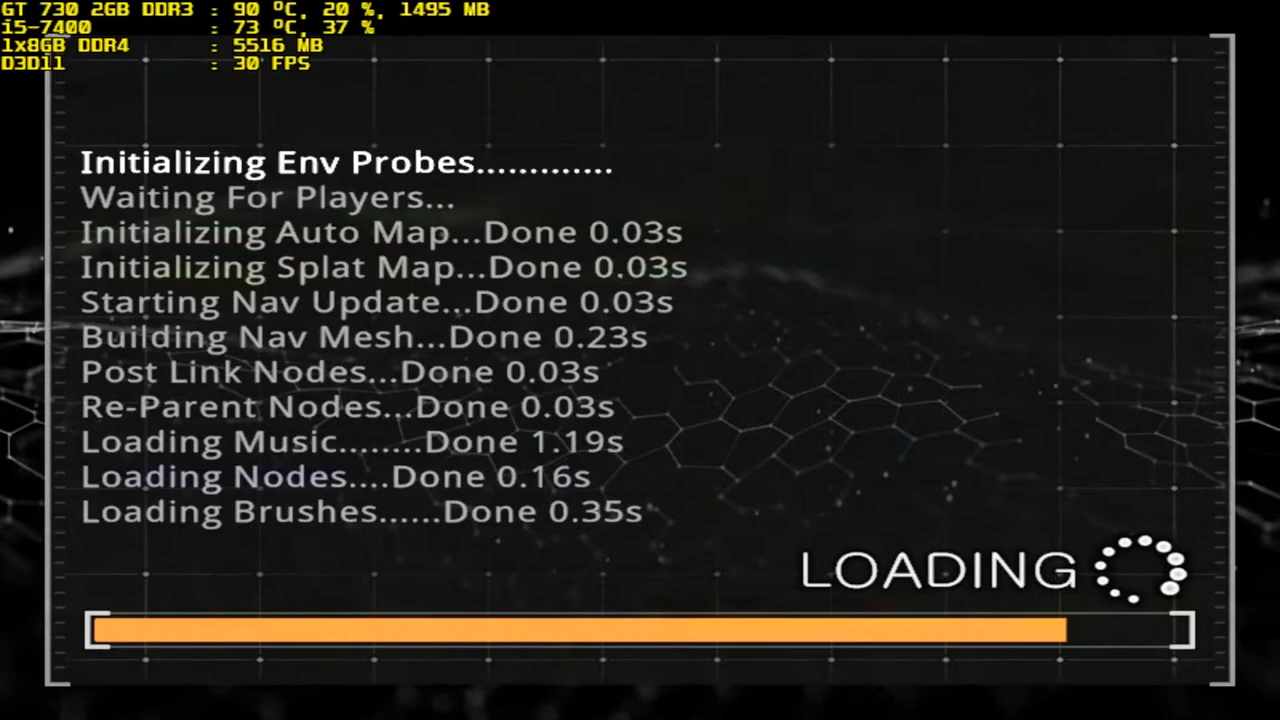 GT 730 2GB DDR3 : 90 ºC, 20 %, 1495 MB
i5-7400 : 73 ºC, 37 %
1x8GB DDR4 : 5516 MB
D3D11 : 30 FPS
Initializing Env Probes.............
Waiting For Players...
Initializing Auto Map...Done 0.03s
Initializing Splat Map...Done 0.03s
Starting Nav Update...Done 0.03s
Building Nav Mesh...Done 0.23s
Post Link Nodes...Done 0.03s
Re-Parent Nodes...Done 0.03s
Loading Music........Done 1.19s
Loading Nodes....Done 0.16s
Loading Brushes......Done 0.35s
LOADING